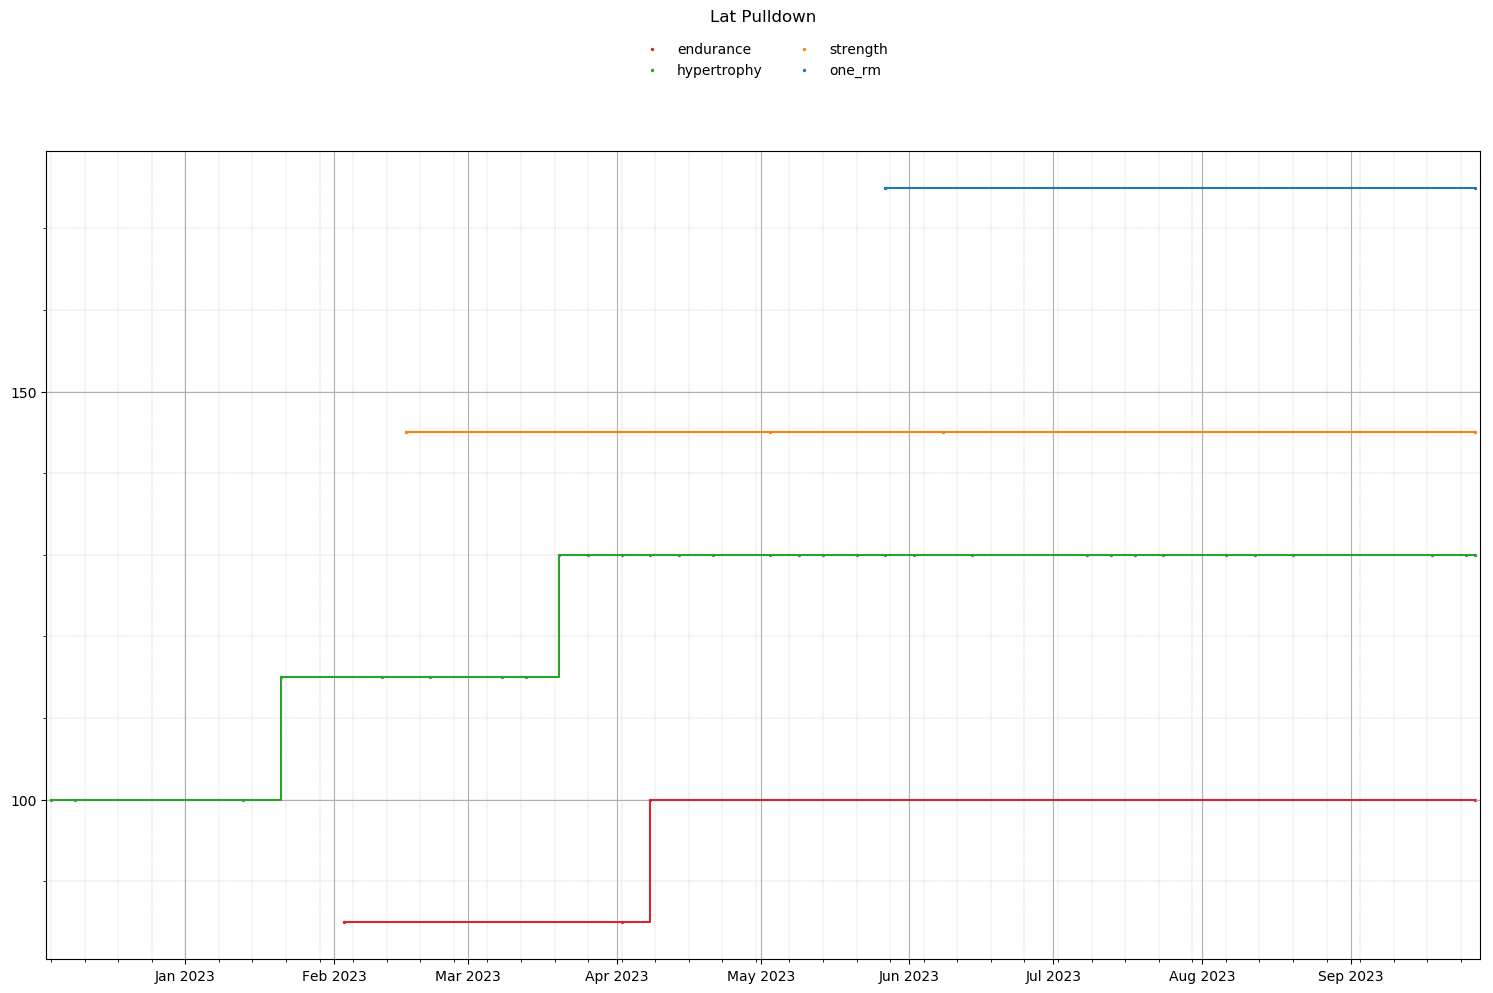 Lat Pulldown
endurance strength
hypertrophy one_rm
150
100
Jan 2023 Feb 2023 Mar 2023 Apr 2023 May 2023 Jun 2023 Jul 2023 Aug 2023 Sep 2023